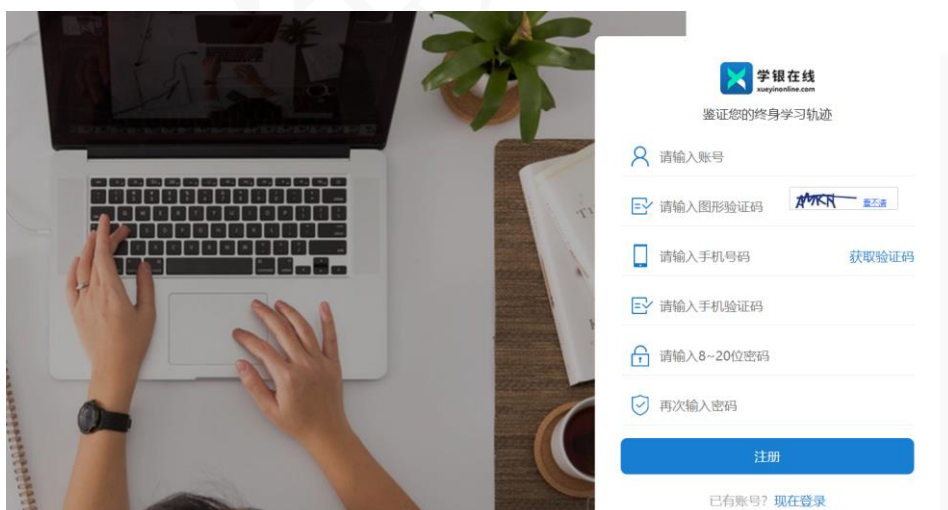 学银在线
xueyinonline.com
鉴证您的终身学习轨迹
请输入账号
请输入图形验证码 看不清
请输入手机号码 获取验证码
请输入手机验证码
请输入8~20位密码
再次输入密码
注册
已有账号? 现在登录